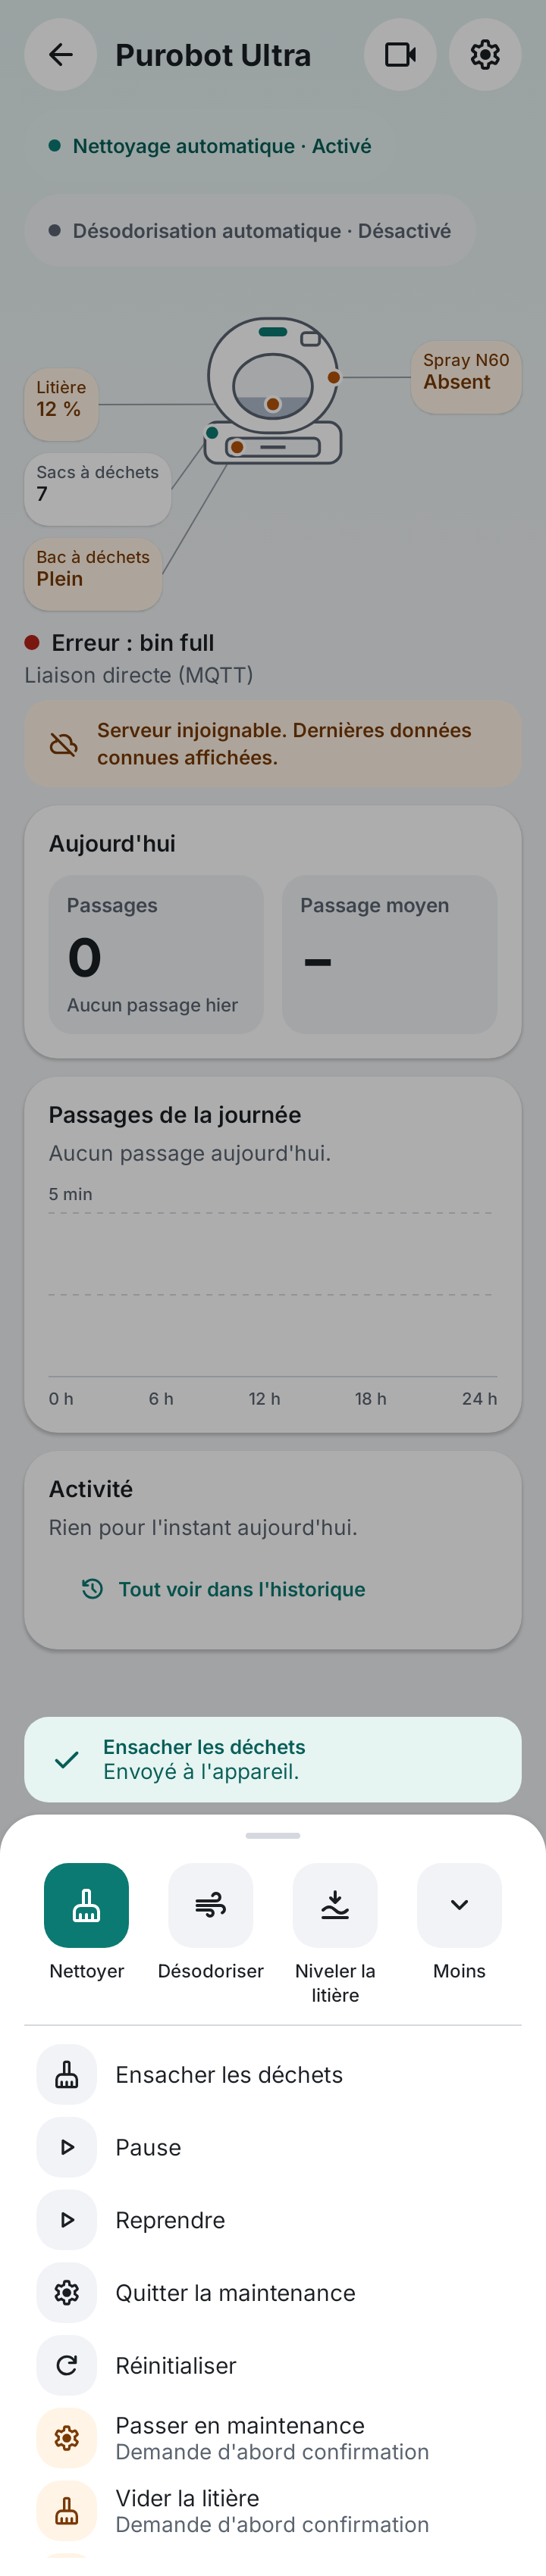 Purobot Ultra
Nettoyage automatique · Activé
Désodorisation automatique · Désactivé
Spray N60
Absent
Litière
12 %
Sacs à déchets
7
Bac à déchets
Plein
Erreur : bin full
Liaison directe (MQTT)
Serveur injoignable. Dernières données
connues affichées.
Aujourd'hui
Passages
0
Aucun passage hier
Passage moyen
–
Passages de la journée
Aucun passage aujourd'hui.
5 min
0 h 6 h 12 h 18 h 24 h
Activité
Rien pour l'instant aujourd'hui.
Tout voir dans l'historique
Ensacher les déchets
Envoyé à l'appareil.
Nettoyer
Désodoriser
Niveler la
litière
Moins
Ensacher les déchets
Pause
Reprendre
Quitter la maintenance
Réinitialiser
Passer en maintenance
Demande d'abord confirmation
Vider la litière
Demande d'abord confirmation